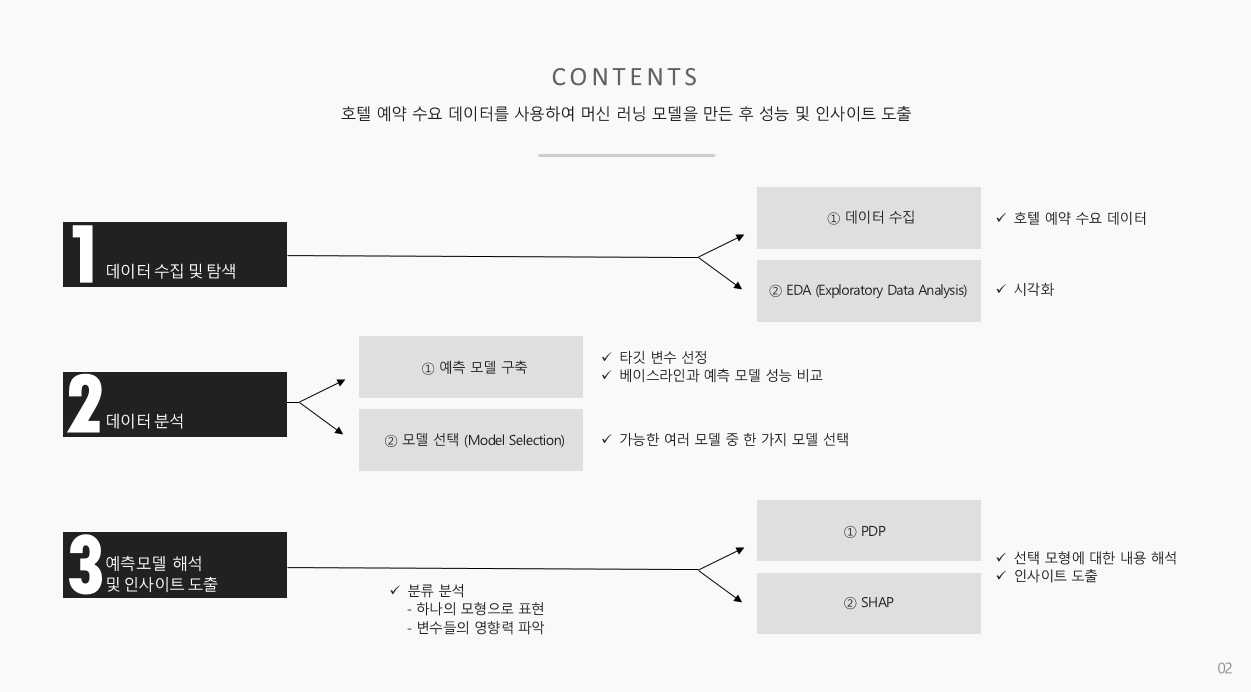 CONTENTS
호텔 예약 수요 데이터를 사용하여 머신 러닝 모델을 만든 후 성능 및 인사이트 도출
1 데이터 수집 및 탐색
① 데이터 수집
✓ 호텔 예약 수요 데이터
② EDA (Exploratory Data Analysis)
✓ 시각화
2 데이터 분석
① 예측 모델 구축
✓ 타깃 변수 선정
✓ 베이스라인과 예측 모델 성능 비교
② 모델 선택 (Model Selection)
✓ 가능한 여러 모델 중 한 가지 모델 선택
3 예측모델 해석
및 인사이트 도출
✓ 분류 분석
- 하나의 모형으로 표현
- 변수들의 영향력 파악
① PDP
② SHAP
✓ 선택 모형에 대한 내용 해석
✓ 인사이트 도출
02